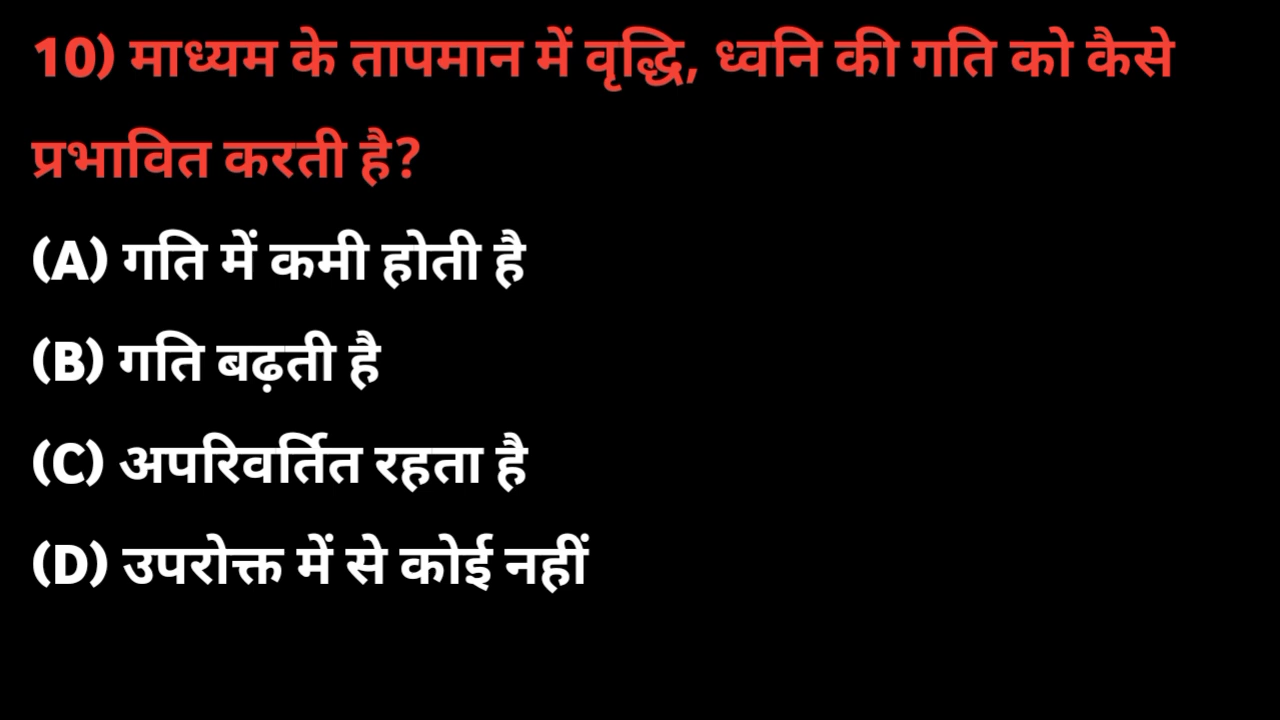 10) माध्यम के तापमान में वृद्धि, ध्वनि की गति को कैसे
प्रभावित करती है?
(A) गति में कमी होती है
(B) गति बढ़ती है
(C) अपरिवर्तित रहता है
(D) उपरोक्त में से कोई नहीं